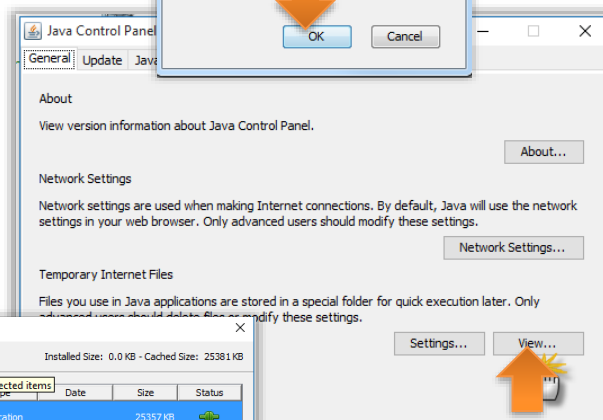 OK Cancel
Java Control Panel
General Update Java
About
View version information about Java Control Panel.
About...
Network Settings
Network settings are used when making Internet connections. By default, Java will use the network
settings in your web browser. Only advanced users should modify these settings.
Network Settings...
Temporary Internet Files
Files you use in Java applications are stored in a special folder for quick execution later. Only
advanced users should delete files or modify these settings.
Settings... View...
Installed Size: 0.0 KB - Cached Size: 25381 KB
ected items
Date Size Status
cation 25357 KB